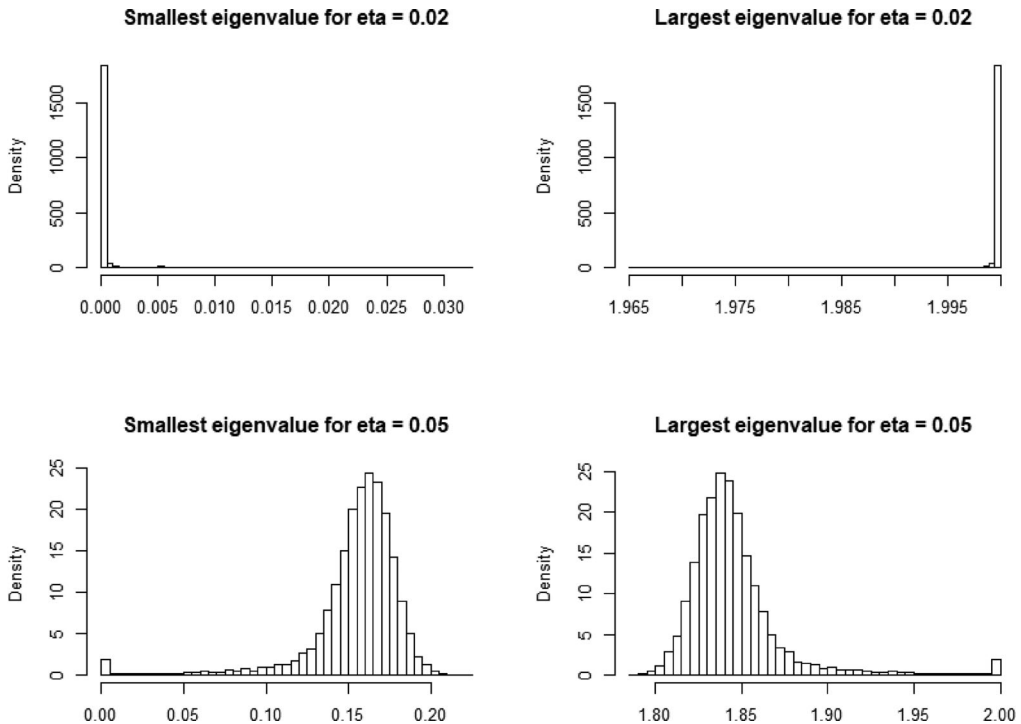 Smallest eigenvalue for eta = 0.02
Density
0 500 1000 1500
0.000 0.005 0.010 0.015 0.020 0.025 0.030
Largest eigenvalue for eta = 0.02
Density
0 500 1000 1500
1.965 1.975 1.985 1.995
Smallest eigenvalue for eta = 0.05
Density
0 5 10 15 20 25
0.00 0.05 0.10 0.15 0.20
Largest eigenvalue for eta = 0.05
Density
0 5 10 15 20 25
1.80 1.85 1.90 1.95 2.00